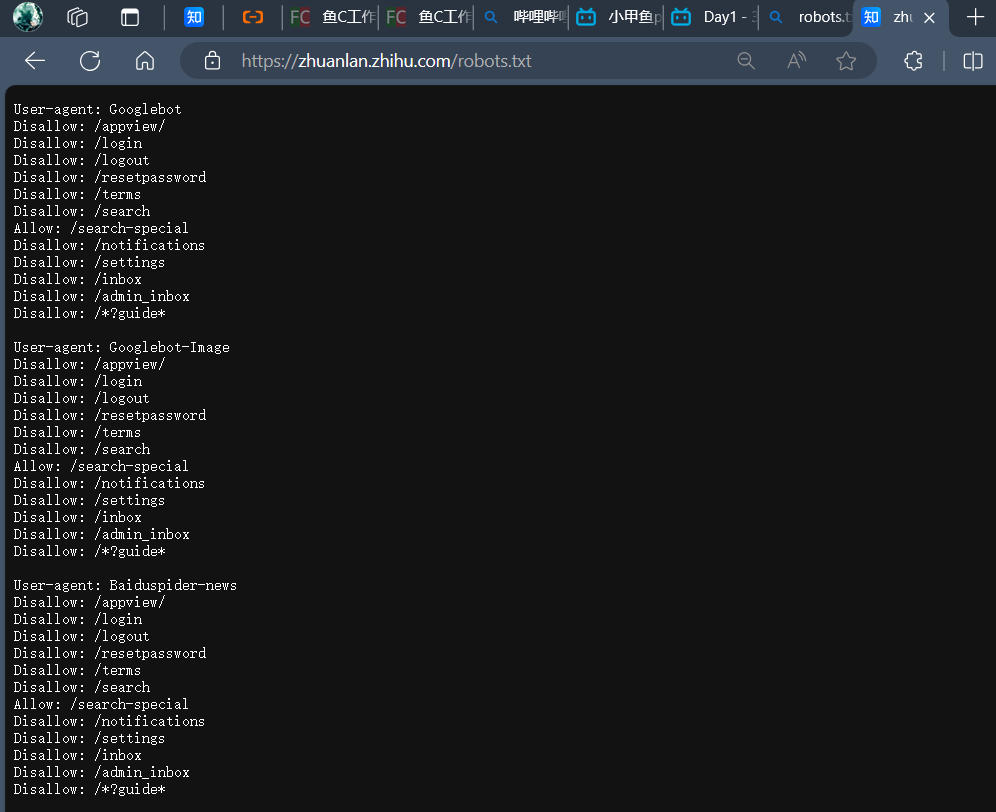 知
FC 鱼C工作
FC 鱼C工作
哔哩哔哩
小甲鱼p
Day1 -
robots.t
知 zhu
https://zhuanlan.zhihu.com/robots.txt
User-agent: Googlebot
Disallow: /appview/
Disallow: /login
Disallow: /logout
Disallow: /resetpassword
Disallow: /terms
Disallow: /search
Allow: /search-special
Disallow: /notifications
Disallow: /settings
Disallow: /inbox
Disallow: /admin_inbox
Disallow: /*?guide*
User-agent: Googlebot-Image
Disallow: /appview/
Disallow: /login
Disallow: /logout
Disallow: /resetpassword
Disallow: /terms
Disallow: /search
Allow: /search-special
Disallow: /notifications
Disallow: /settings
Disallow: /inbox
Disallow: /admin_inbox
Disallow: /*?guide*
User-agent: Baiduspider-news
Disallow: /appview/
Disallow: /login
Disallow: /logout
Disallow: /resetpassword
Disallow: /terms
Disallow: /search
Allow: /search-special
Disallow: /notifications
Disallow: /settings
Disallow: /inbox
Disallow: /admin_inbox
Disallow: /*?guide*